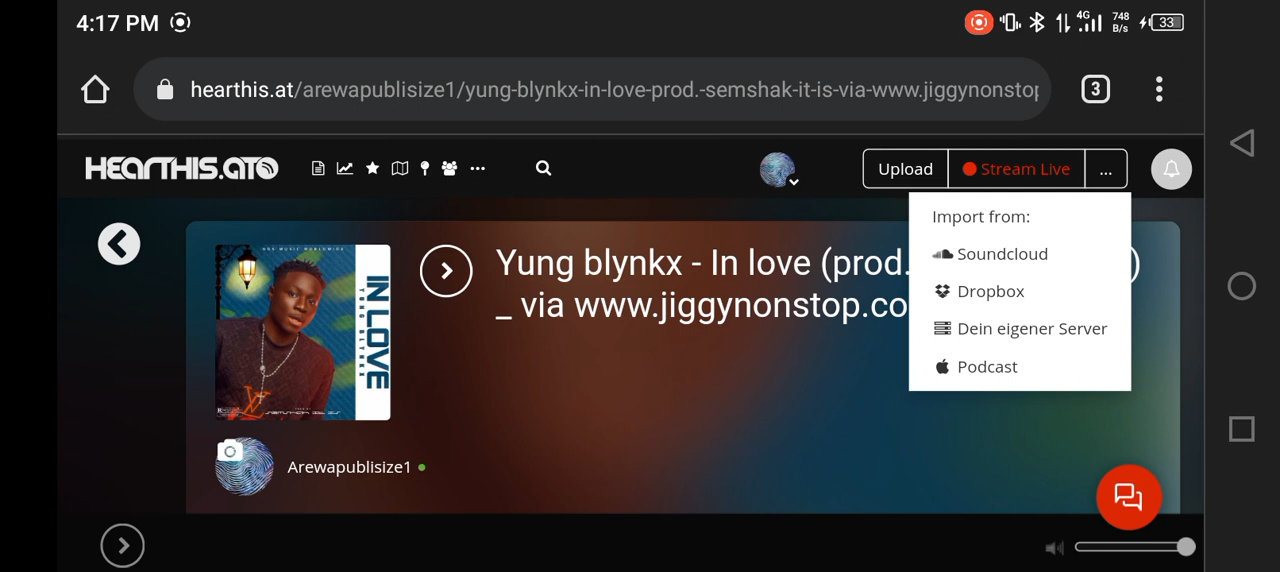 4:17 PM
4G
748
B/s
33
hearthis.at/arewapublisize1/yung-blynkx-in-love-prod.-semshak-it-is-via-www.jiggynonstop
3
HEARTHIS.AT
Upload
Stream Live
...
Import from:
Soundcloud
Dropbox
Dein eigener Server
Podcast
Yung blynkx - In love (prod. )
_ via www.jiggynonstop.co
IN LOVE
YUNG BLYNKX
Arewapublisize1